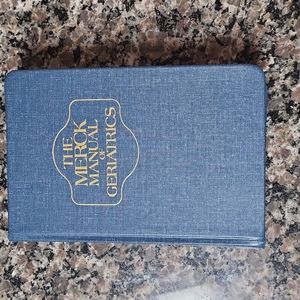 THE
MERCK
MANUAL
OF
GERIATRICS